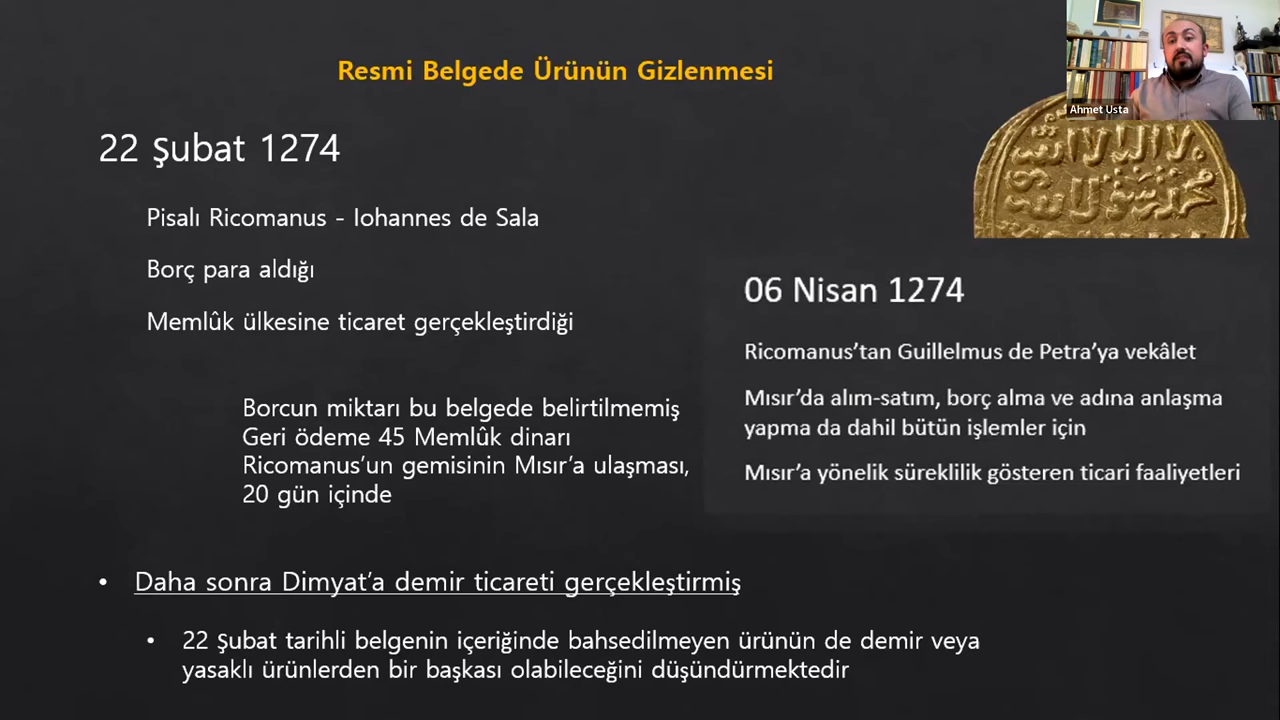 Resmi Belgede Ürünün Gizlenmesi
Ahmet Usta
22 Şubat 1274
Pisalı Ricomanus - Iohannes de Sala
Borç para aldığı
Memlûk ülkesine ticaret gerçekleştirdiği
Borcun miktarı bu belgede belirtilmemiş
Geri ödeme 45 Memlûk dinarı
Ricomanus’un gemisinin Mısır’a ulaşması,
20 gün içinde
06 Nisan 1274
Ricomanus’tan Guillelmus de Petra’ya vekâlet
Mısır’da alım-satım, borç alma ve adına anlaşma
yapma da dahil bütün işlemler için
Mısır’a yönelik süreklilik gösteren ticari faaliyetleri
• Daha sonra Dimyat’a demir ticareti gerçekleştirmiş
• 22 Şubat tarihli belgenin içeriğinde bahsedilmeyen ürünün de demir veya
yasaklı ürünlerden bir başkası olabileceğini düşündürmektedir